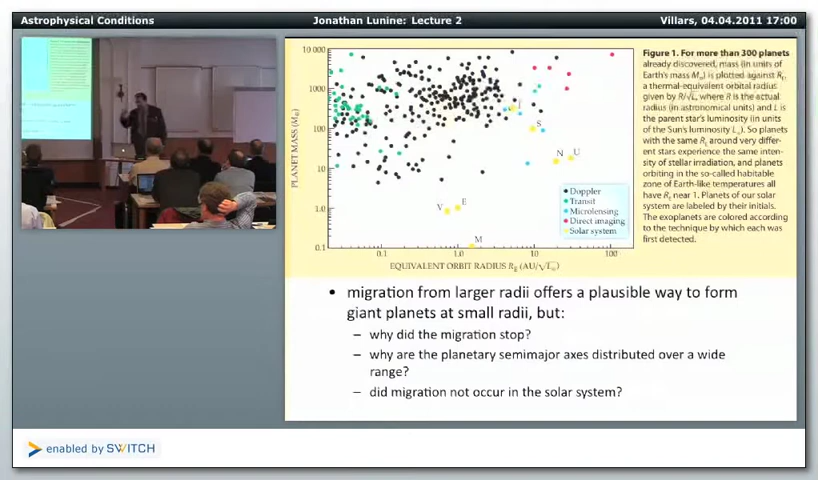 Astrophysical Conditions
Jonathan Lunine: Lecture 2
Villars, 04.04.2011 17:00
10 000
1000
100
10
1.0
0.1
PLANET MASS (M⊕)
J
S
N U
V E
M
Doppler
Transit
Microlensing
Direct imaging
Solar system
0.1 1.0 10 100
EQUIVALENT ORBIT RADIUS RE (AU/√L⊙)
Figure 1. For more than 300 planets
already discovered, mass (in units of
Earth's mass M⊕) is plotted against RE,
a thermal-equivalent orbital radius
given by R/√L, where R is the actual
radius (in astronomical units) and L is
the parent star's luminosity (in units
of the Sun's luminosity L⊙). So planets
with the same RE around very differ-
ent stars experience the same inten-
sity of stellar irradiation, and planets
orbiting in the so-called habitable
zone of Earth-like temperatures all
have RE near 1. Planets of our solar
system are labeled by their initials.
The exoplanets are colored according
to the technique by which each was
first detected.
• migration from larger radii offers a plausible way to form
giant planets at small radii, but:
– why did the migration stop?
– why are the planetary semimajor axes distributed over a wide
range?
– did migration not occur in the solar system?
enabled by SWITCH